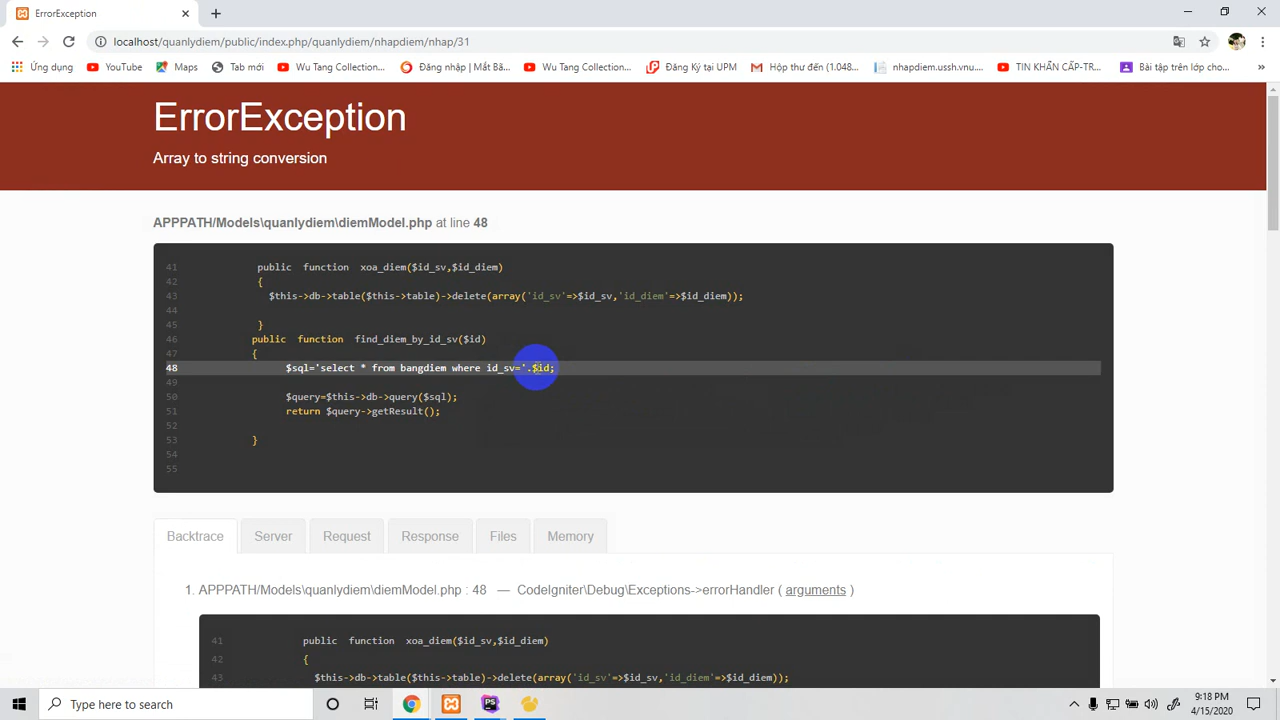 ErrorException
localhost/quanlydiem/public/index.php/quanlydiem/nhapdiem/nhap/31
Ứng dụng YouTube Maps Tab mới Wu Tang Collection... Đăng nhập | Mắt Bã... Wu Tang Collection... Đăng Ký tại UPM Hộp thư đến (1.048... nhapdiem.ussh.vnu... TIN KHẨN CẤP-TR... Bài tập trên lớp cho... »
ErrorException
Array to string conversion
APPPATH/Models\quanlydiem\diemModel.php at line 48
41 public function xoa_diem($id_sv,$id_diem)
42 {
43 $this->db->table($this->table)->delete(array('id_sv'=>$id_sv,'id_diem'=>$id_diem));
44
45 }
46 public function find_diem_by_id_sv($id)
47 {
48 $sql='select * from bangdiem where id_sv='.$id;
49
50 $query=$this->db->query($sql);
51 return $query->getResult();
52
53 }
54
55
Backtrace Server Request Response Files Memory
1. APPPATH/Models\quanlydiem\diemModel.php : 48 — CodeIgniter\Debug\Exceptions->errorHandler ( arguments )
41 public function xoa_diem($id_sv,$id_diem)
42 {
43 $this->db->table($this->table)->delete(array('id_sv'=>$id_sv,'id_diem'=>$id_diem));
Type here to search
9:18 PM
4/15/2020